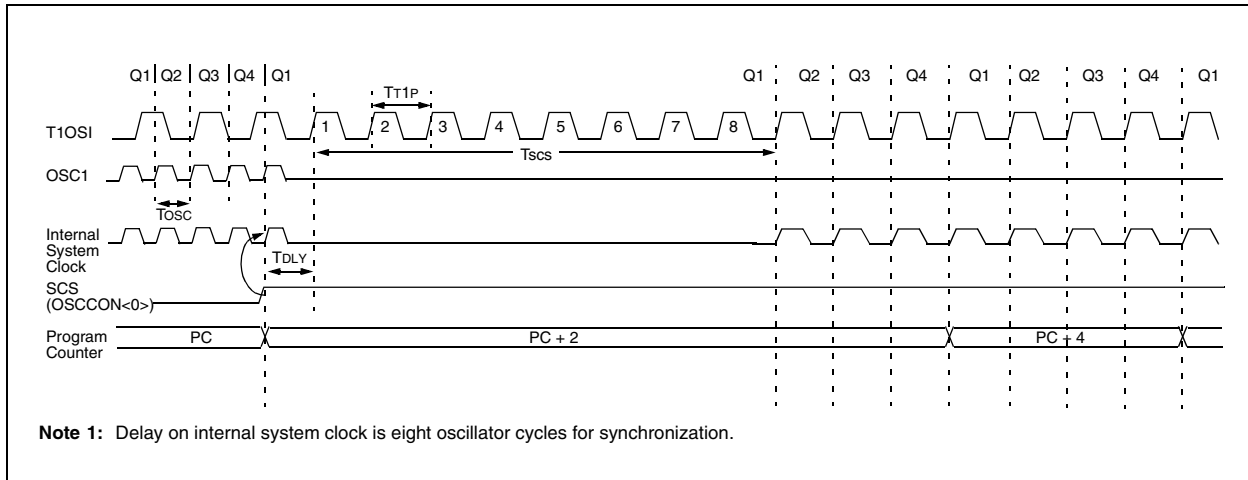 Q1 Q2 Q3 Q4 Q1 Q1 Q2 Q3 Q4 Q1 Q2 Q3 Q4 Q1
TT1P
T1OSI 1 2 3 4 5 6 7 8
TSCS
OSC1
TOSC
Internal
System
Clock
TDLY
SCS
(OSCCON<0>)
Program
Counter
PC PC + 2 PC + 4
Note 1: Delay on internal system clock is eight oscillator cycles for synchronization.